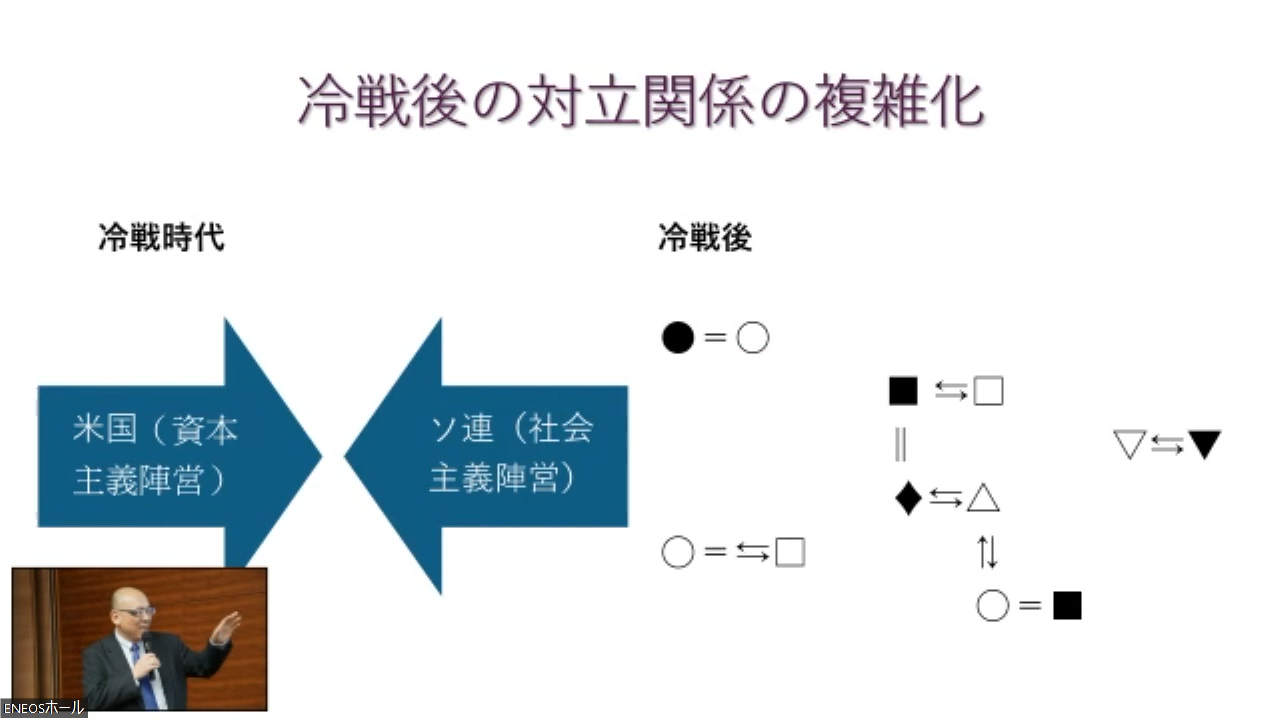 冷戦後の対立関係の複雑化
冷戦時代
米国（資本
主義陣営）
ソ連（社会
主義陣営）
冷戦後
●＝○
■ ⇆□
∥
▽⇆▼
◆⇆△
○＝⇆□
⇅
○＝■
ENEOSホール